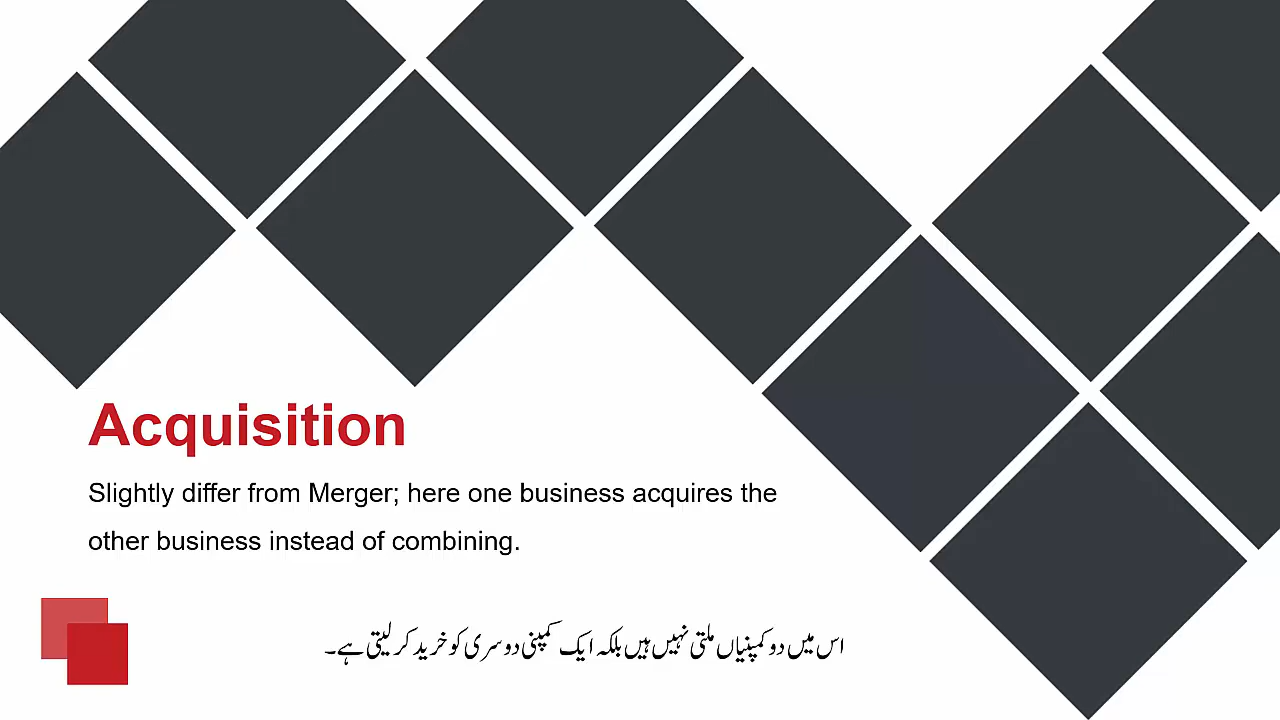 Acquisition
Slightly differ from Merger; here one business acquires the
other business instead of combining.
اس میں دو کمپنیاں ملتی نہیں ہیں بلکہ ایک کمپنی دوسری کو خرید کر لیتی ہے۔